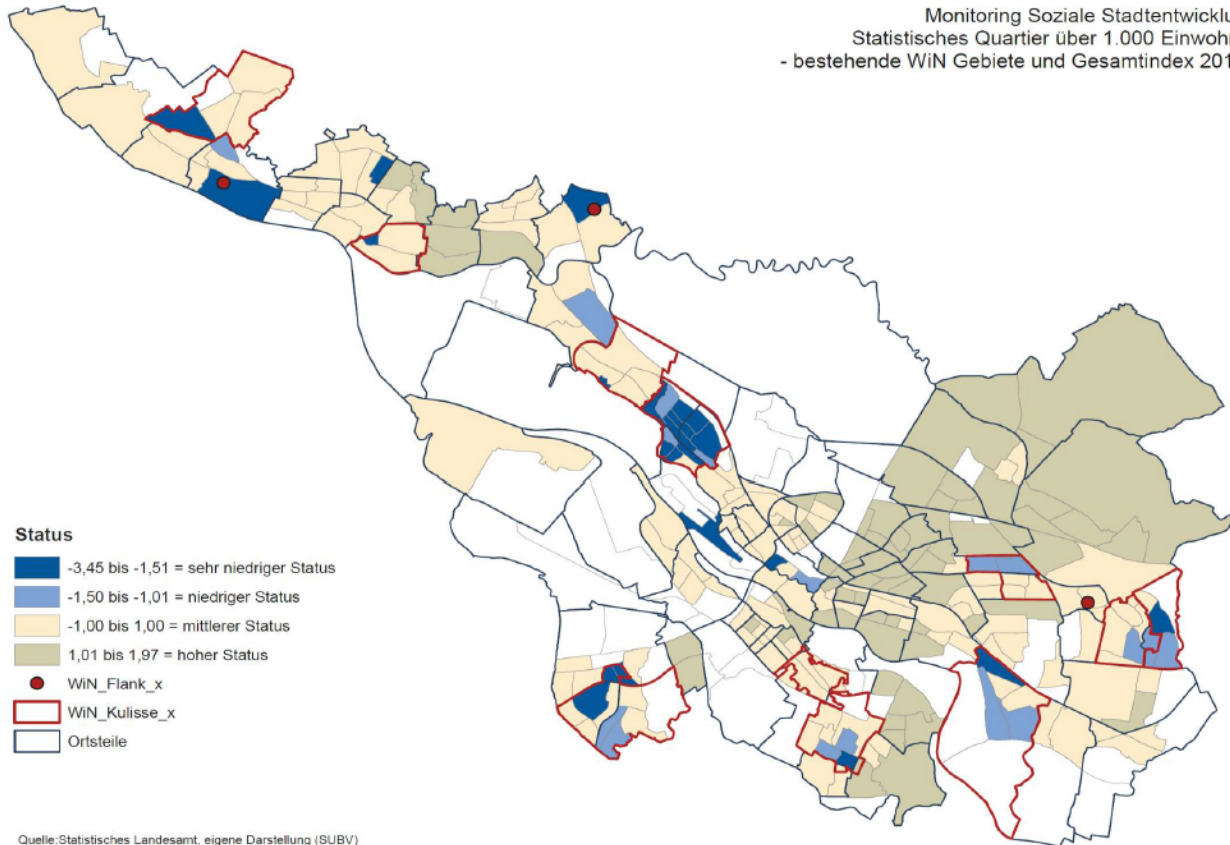 Monitoring Soziale Stadtentwicklu
Statistisches Quartier über 1.000 Einwoh
- bestehende WiN Gebiete und Gesamtindex 201
Status
-3,45 bis -1,51 = sehr niedriger Status
-1,50 bis -1,01 = niedriger Status
-1,00 bis 1,00 = mittlerer Status
1,01 bis 1,97 = hoher Status
WiN_Flank_x
WiN_Kulisse_x
Ortsteile
Quelle:Statistisches Landesamt, eigene Darstellung (SUBV)